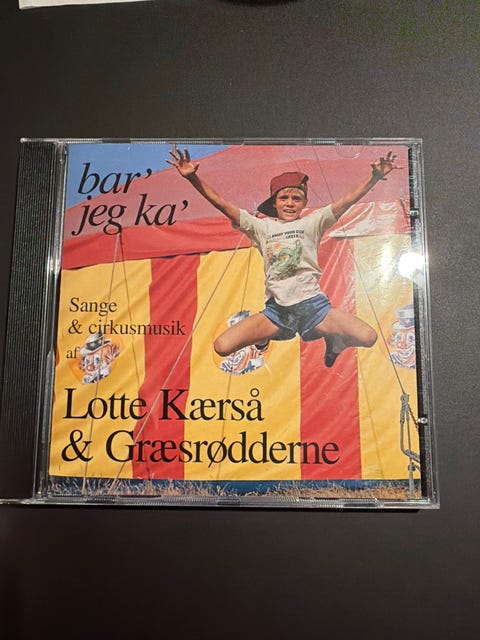 bar'
jeg ka'
Sange
& cirkusmusik
af
Lotte Kærså
& Græsrødderne